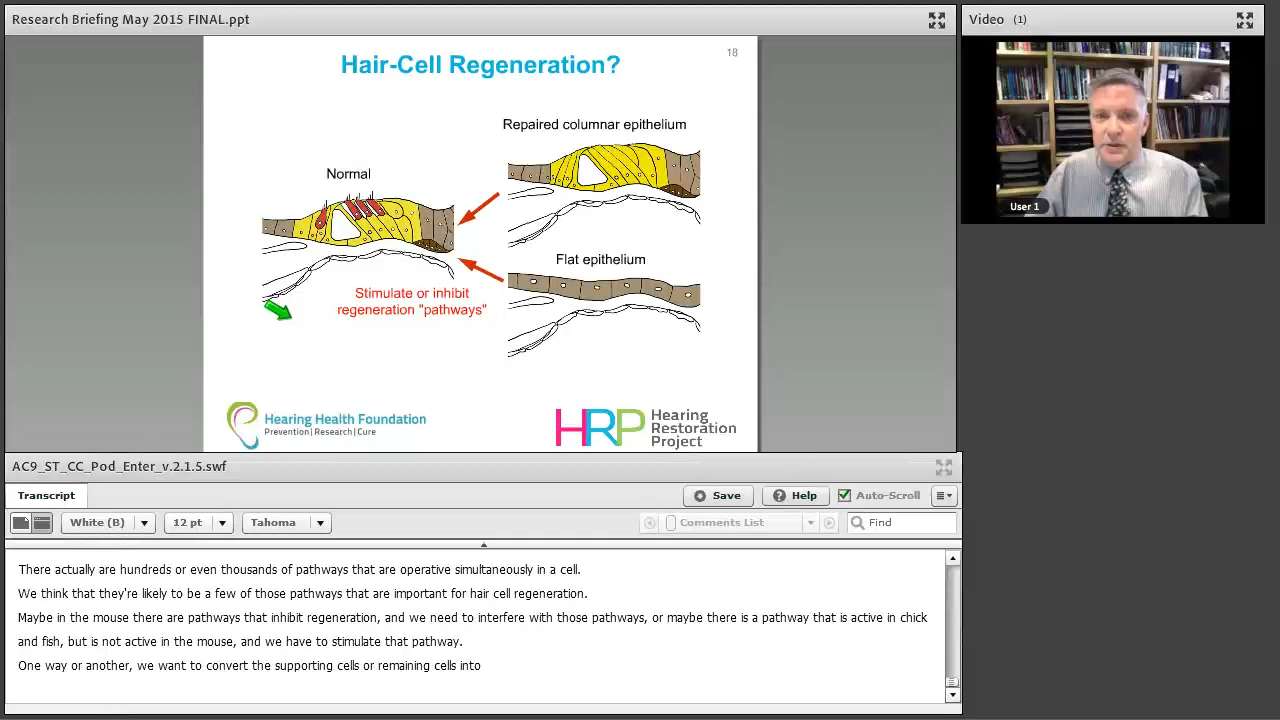 Research Briefing May 2015 FINAL.ppt
Video (1)
18
Hair-Cell Regeneration?
Repaired columnar epithelium
Normal
User 1
Flat epithelium
Stimulate or inhibit
regeneration "pathways"
Hearing Health Foundation
Prevention|Research|Cure
HRP
Hearing
Restoration
Project
AC9_ST_CC_Pod_Enter_v.2.1.5.swf
Transcript
Save
Help
Auto-Scroll
White (B)
12 pt
Tahoma
Comments List
Find
There actually are hundreds or even thousands of pathways that are operative simultaneously in a cell.
We think that they're likely to be a few of those pathways that are important for hair cell regeneration.
Maybe in the mouse there are pathways that inhibit regeneration, and we need to interfere with those pathways, or maybe there is a pathway that is active in chick
and fish, but is not active in the mouse, and we have to stimulate that pathway.
One way or another, we want to convert the supporting cells or remaining cells into